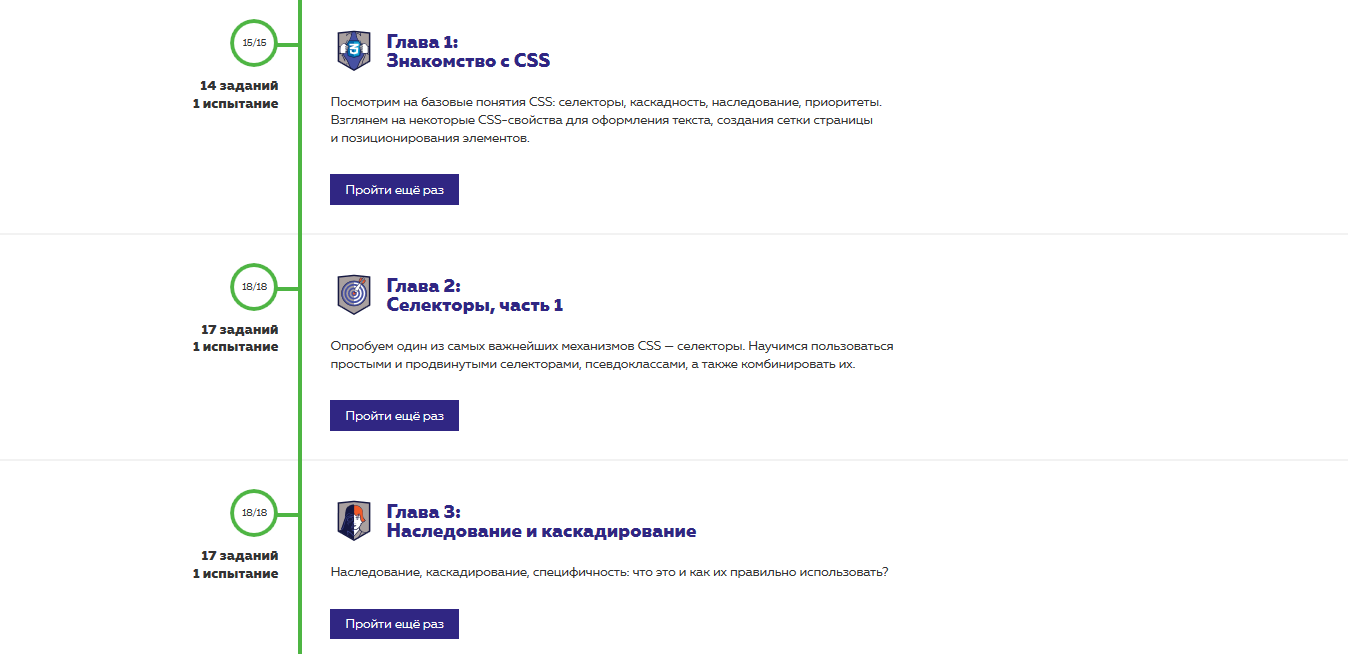 15/15
14 заданий
1 испытание
Глава 1:
Знакомство с CSS
Посмотрим на базовые понятия CSS: селекторы, каскадность, наследование, приоритеты.
Взглянем на некоторые CSS-свойства для оформления текста, создания сетки страницы
и позиционирования элементов.
Пройти ещё раз
18/18
17 заданий
1 испытание
Глава 2:
Селекторы, часть 1
Опробуем один из самых важнейших механизмов CSS — селекторы. Научимся пользоваться
простыми и продвинутыми селекторами, псевдоклассами, а также комбинировать их.
Пройти ещё раз
18/18
17 заданий
1 испытание
Глава 3:
Наследование и каскадирование
Наследование, каскадирование, специфичность: что это и как их правильно использовать?
Пройти ещё раз